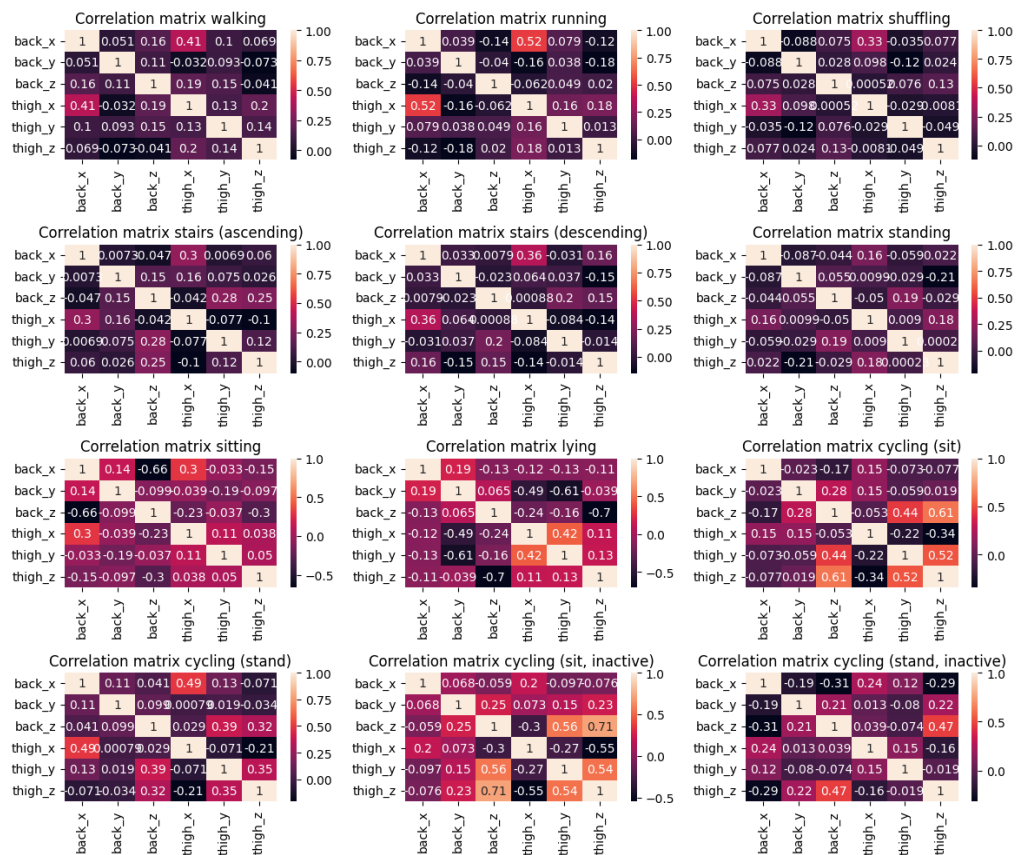 Correlation matrix walking
back_x 1 0.051 0.16 0.41 0.1 0.069
back_y 0.051 1 0.11 -0.032 0.093 -0.073
back_z 0.16 0.11 1 0.19 0.15 -0.041
thigh_x 0.41 -0.032 0.19 1 0.13 0.2
thigh_y 0.1 0.093 0.15 0.13 1 0.14
thigh_z 0.069 -0.073 -0.041 0.2 0.14 1
back_x back_y back_z thigh_x thigh_y thigh_z
1.00
0.75
0.50
0.25
0.00
Correlation matrix running
back_x 1 0.039 -0.14 0.52 0.079 -0.12
back_y 0.039 1 -0.04 -0.16 0.038 -0.18
back_z -0.14 -0.04 1 -0.062 0.049 0.02
thigh_x 0.52 -0.16 -0.062 1 0.16 0.18
thigh_y 0.079 0.038 0.049 0.16 1 0.013
thigh_z -0.12 -0.18 0.02 0.18 0.013 1
back_x back_y back_z thigh_x thigh_y thigh_z
1.00
0.75
0.50
0.25
0.00
Correlation matrix shuffling
back_x 1 -0.088 0.075 0.33 -0.035 0.077
back_y -0.088 1 0.028 0.098 -0.12 0.024
back_z 0.075 0.028 1 0.00052 0.076 0.13
thigh_x 0.33 0.098 0.00052 1 -0.029 -0.0081
thigh_y -0.035 -0.12 0.076 -0.029 1 -0.049
thigh_z 0.077 0.024 0.13 -0.0081 -0.049 1
back_x back_y back_z thigh_x thigh_y thigh_z
1.00
0.75
0.50
0.25
0.00
Correlation matrix stairs (ascending)
back_x 1 0.0073 -0.047 0.3 0.0069 0.06
back_y 0.0073 1 0.15 0.16 0.075 0.026
back_z -0.047 0.15 1 -0.042 0.28 0.25
thigh_x 0.3 0.16 -0.042 1 -0.077 -0.1
thigh_y 0.0069 0.075 0.28 -0.077 1 0.12
thigh_z 0.06 0.026 0.25 -0.1 0.12 1
back_x back_y back_z thigh_x thigh_y thigh_z
1.00
0.75
0.50
0.25
0.00
Correlation matrix stairs (descending)
back_x 1 0.033 0.0079 0.36 -0.031 0.16
back_y 0.033 1 -0.023 0.064 0.037 -0.15
back_z 0.0079 -0.023 1 0.00088 0.2 0.15
thigh_x 0.36 0.064 0.0008 1 -0.084 -0.14
thigh_y -0.031 0.037 0.2 -0.084 1 -0.014
thigh_z 0.16 -0.15 0.15 -0.14 -0.014 1
back_x back_y back_z thigh_x thigh_y thigh_z
1.00
0.75
0.50
0.25
0.00
Correlation matrix standing
back_x 1 -0.087 -0.044 0.16 -0.059 0.022
back_y -0.087 1 0.055 0.0099 -0.029 -0.21
back_z -0.044 0.055 1 -0.05 0.19 -0.029
thigh_x 0.16 0.0099 -0.05 1 0.009 0.18
thigh_y -0.059 -0.029 0.19 0.009 1 0.0002
thigh_z 0.022 -0.21 -0.029 0.18 0.0002 1
back_x back_y back_z thigh_x thigh_y thigh_z
1.00
0.75
0.50
0.25
0.00
Correlation matrix sitting
back_x 1 0.14 -0.66 0.3 -0.033 -0.15
back_y 0.14 1 -0.099 -0.039 -0.19 -0.097
back_z -0.66 -0.099 1 -0.23 -0.037 -0.3
thigh_x 0.3 -0.039 -0.23 1 0.11 0.038
thigh_y -0.033 -0.19 -0.037 0.11 1 0.05
thigh_z -0.15 -0.097 -0.3 0.038 0.05 1
back_x back_y back_z thigh_x thigh_y thigh_z
1.0
0.5
0.0
−0.5
Correlation matrix lying
back_x 1 0.19 -0.13 -0.12 -0.13 -0.11
back_y 0.19 1 0.065 -0.49 -0.61 -0.039
back_z -0.13 0.065 1 -0.24 -0.16 -0.7
thigh_x -0.12 -0.49 -0.24 1 0.42 0.11
thigh_y -0.13 -0.61 -0.16 0.42 1 0.13
thigh_z -0.11 -0.039 -0.7 0.11 0.13 1
back_x back_y back_z thigh_x thigh_y thigh_z
1.0
0.5
0.0
−0.5
Correlation matrix cycling (sit)
back_x 1 -0.023 -0.17 0.15 -0.073 -0.077
back_y -0.023 1 0.28 0.15 -0.059 0.019
back_z -0.17 0.28 1 -0.053 0.44 0.61
thigh_x 0.15 0.15 -0.053 1 -0.22 -0.34
thigh_y -0.073 -0.059 0.44 -0.22 1 0.52
thigh_z -0.077 0.019 0.61 -0.34 0.52 1
back_x back_y back_z thigh_x thigh_y thigh_z
1.0
0.5
0.0
Correlation matrix cycling (stand)
back_x 1 0.11 0.041 0.49 0.13 -0.071
back_y 0.11 1 0.099 0.00079 0.019 -0.034
back_z 0.041 0.099 1 0.029 0.39 0.32
thigh_x 0.49 0.00079 0.029 1 -0.071 -0.21
thigh_y 0.13 0.019 0.39 -0.071 1 0.35
thigh_z -0.071 -0.034 0.32 -0.21 0.35 1
back_x back_y back_z thigh_x thigh_y thigh_z
1.00
0.75
0.50
0.25
0.00
Correlation matrix cycling (sit, inactive)
back_x 1 0.068 -0.059 0.2 -0.097 -0.076
back_y 0.068 1 0.25 0.073 0.15 0.23
back_z -0.059 0.25 1 -0.3 0.56 0.71
thigh_x 0.2 0.073 -0.3 1 -0.27 -0.55
thigh_y -0.097 0.15 0.56 -0.27 1 0.54
thigh_z -0.076 0.23 0.71 -0.55 0.54 1
back_x back_y back_z thigh_x thigh_y thigh_z
1.0
0.5
0.0
−0.5
Correlation matrix cycling (stand, inactive)
back_x 1 -0.19 -0.31 0.24 0.12 -0.29
back_y -0.19 1 0.21 0.013 -0.08 0.22
back_z -0.31 0.21 1 0.039 -0.074 0.47
thigh_x 0.24 0.013 0.039 1 0.15 -0.16
thigh_y 0.12 -0.08 -0.074 0.15 1 -0.019
thigh_z -0.29 0.22 0.47 -0.16 -0.019 1
back_x back_y back_z thigh_x thigh_y thigh_z
1.0
0.5
0.0